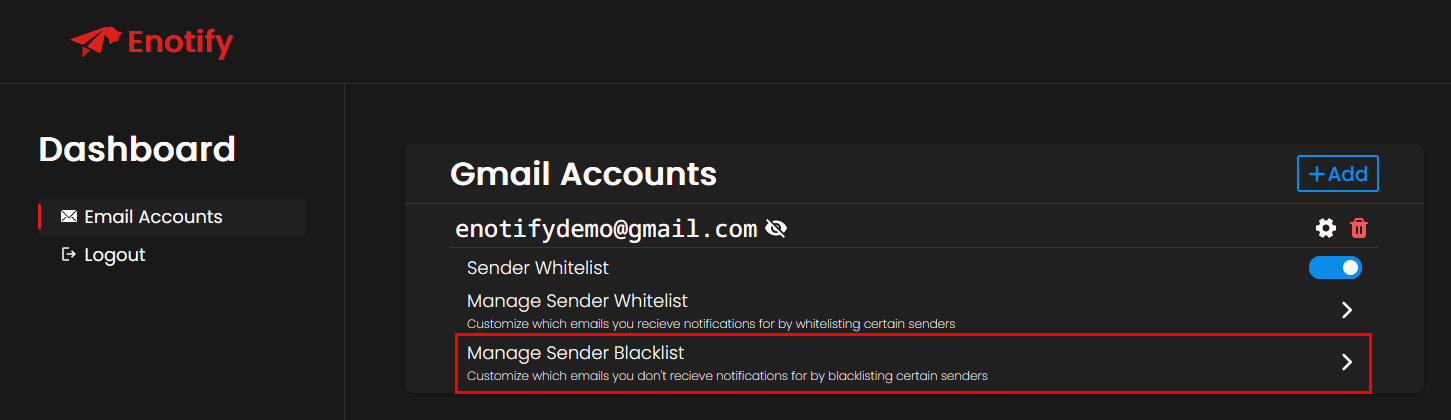 Enotify
Dashboard
Email Accounts
Logout
Gmail Accounts
+Add
enotifydemo@gmail.com
Sender Whitelist
Manage Sender Whitelist
Customize which emails you recieve notifications for by whitelisting certain senders
Manage Sender Blacklist
Customize which emails you don't recieve notifications for by blacklisting certain senders